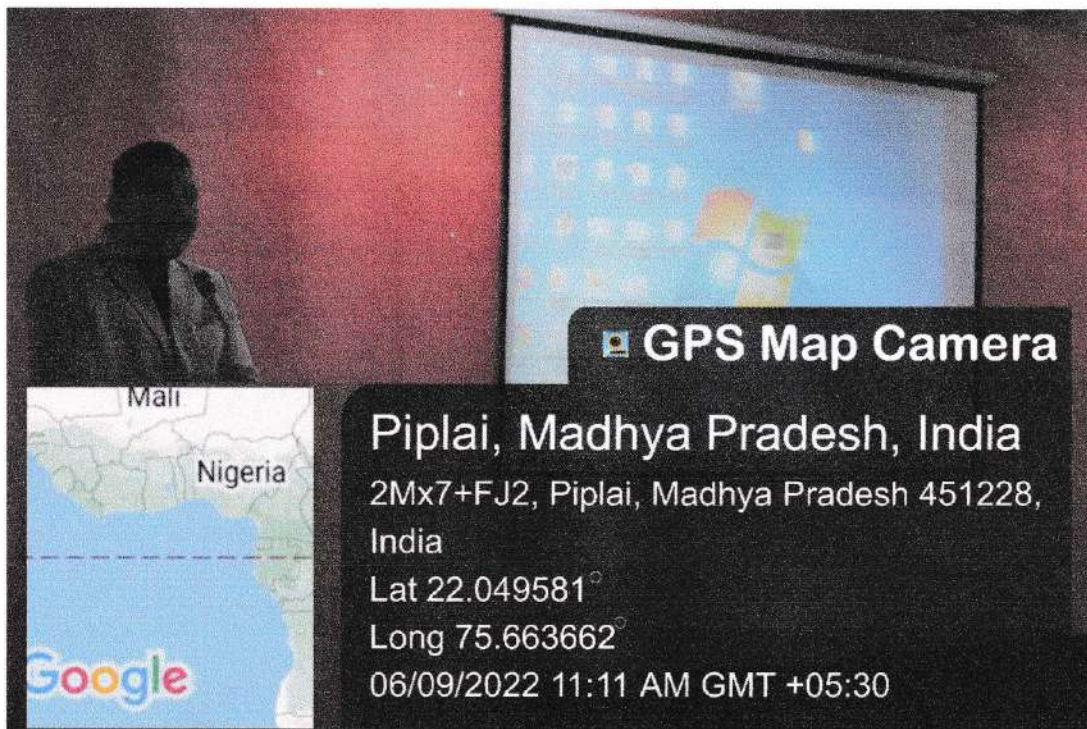 GPS Map Camera
Mali
Nigeria
Google
Piplai, Madhya Pradesh, India
2Mx7+FJ2, Piplai, Madhya Pradesh 451228,
India
Lat 22.049581°
Long 75.663662°
06/09/2022 11:11 AM GMT +05:30